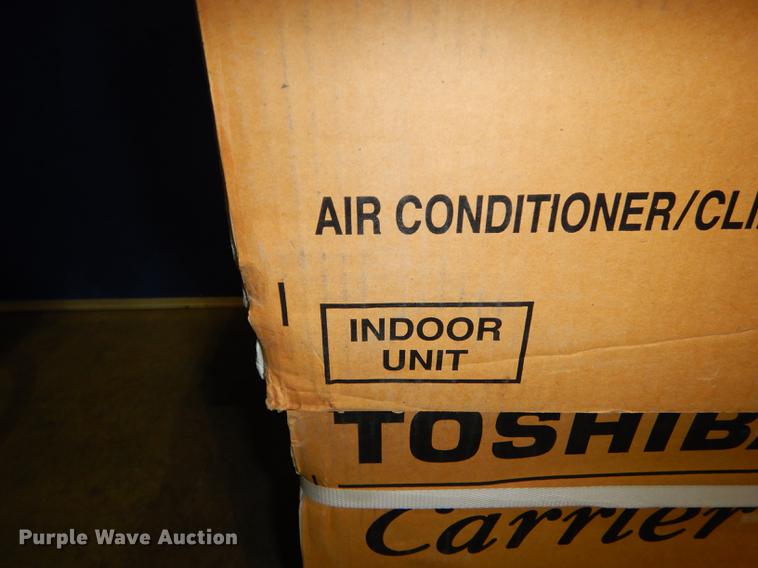 AIR CONDITIONER/CLI
INDOOR
UNIT
TOSHIB
Carrier
Purple Wave Auction